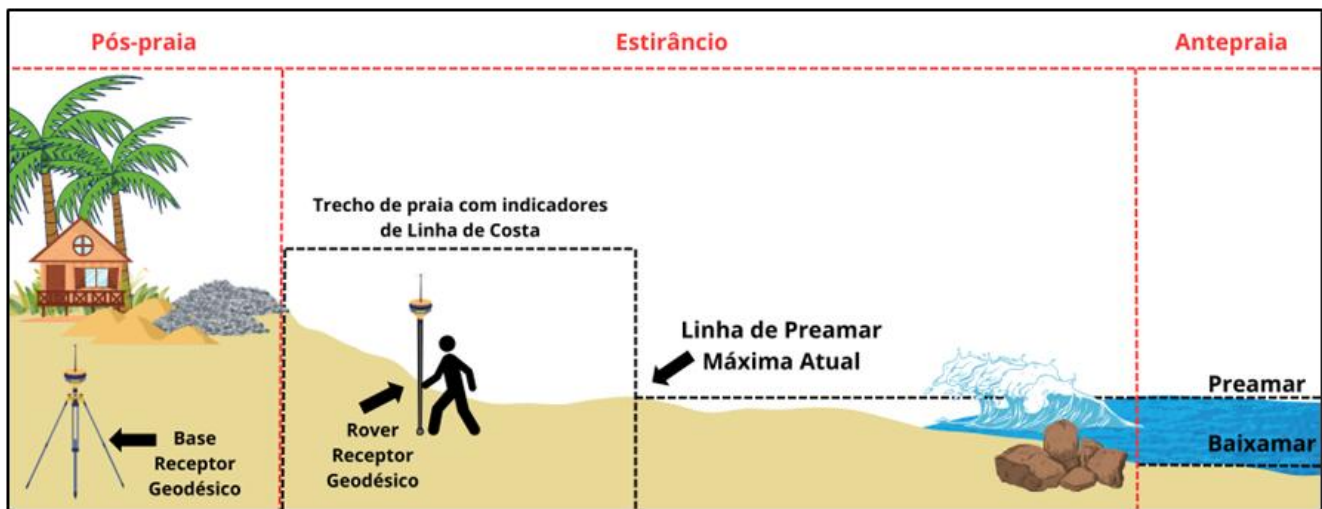 Pós-praia
Estirâncio
Antepraia
Trecho de praia com indicadores
de Linha de Costa
Linha de Preamar
Máxima Atual
Preamar
Baixamar
Base
Receptor
Geodésico
Rover
Receptor
Geodésico